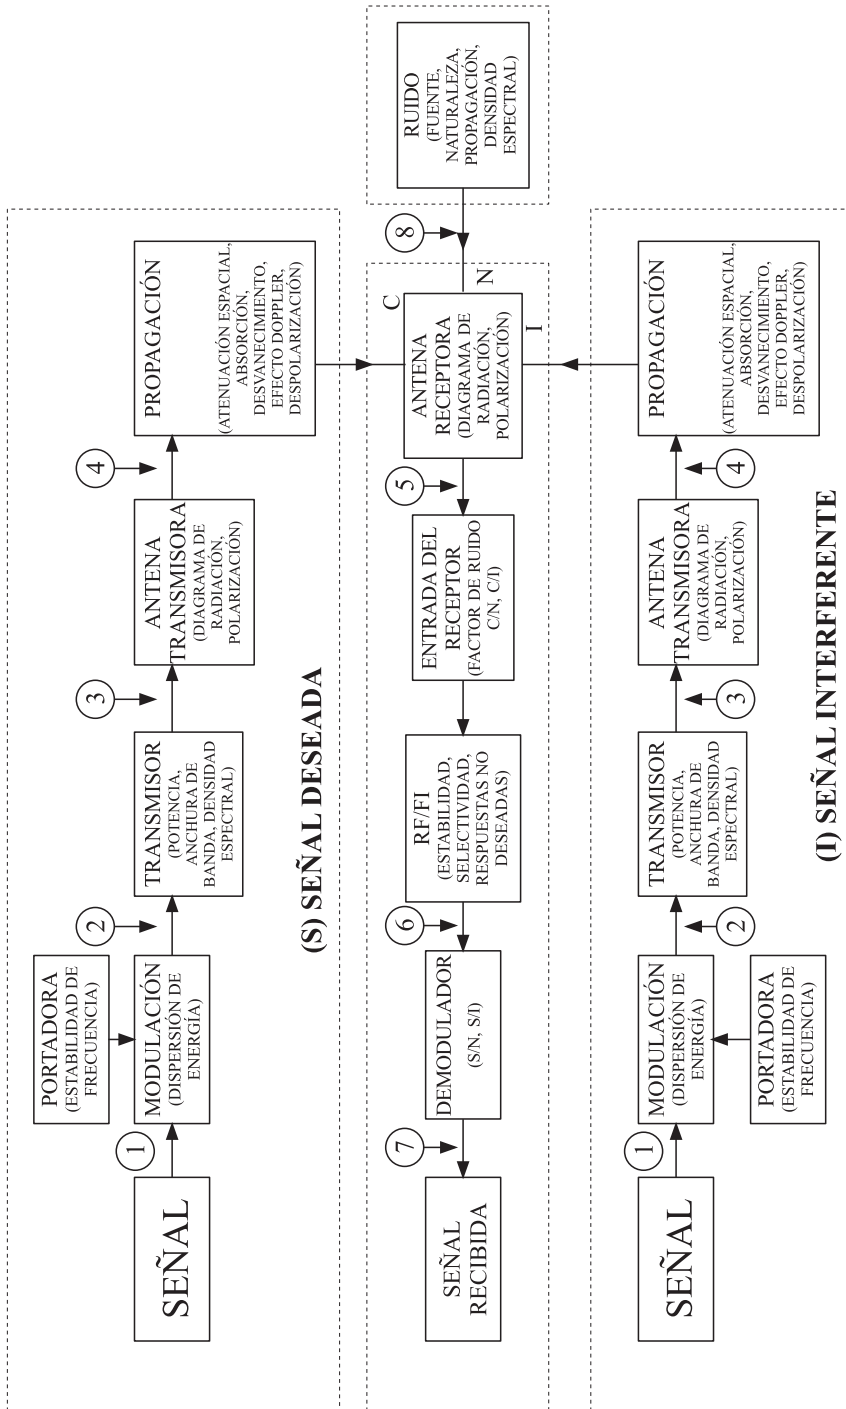 PORTADORA
(ESTABILIDAD DE
FRECUENCIA)
SEÑAL
1
MODULACIÓN
(DISPERSIÓN DE
ENERGÍA)
2
TRANSMISOR
(POTENCIA,
ANCHURA DE
BANDA, DENSIDAD
ESPECTRAL)
3
ANTENA
TRANSMISORA
(DIAGRAMA DE
RADIACIÓN,
POLARIZACIÓN)
4
PROPAGACIÓN
(ATENUACIÓN ESPACIAL,
ABSORCIÓN,
DESVANECIMIENTO,
EFECTO DOPPLER,
DESPOLARIZACIÓN)
(S) SEÑAL DESEADA
SEÑAL
RECIBIDA
7
DEMODULADOR
(S/N, S/I)
6
RF/FI
(ESTABILIDAD,
SELECTIVIDAD,
RESPUESTAS NO
DESEADAS)
ENTRADA DEL
RECEPTOR
(FACTOR DE RUIDO
C/N, C/I)
5
ANTENA
RECEPTORA
(DIAGRAMA DE
RADIACIÓN,
POLARIZACIÓN)
C
N
I
8
RUIDO
(FUENTE,
NATURALEZA,
PROPAGACIÓN,
DENSIDAD
ESPECTRAL)
SEÑAL
1
MODULACIÓN
(DISPERSIÓN DE
ENERGÍA)
PORTADORA
(ESTABILIDAD DE
FRECUENCIA)
2
TRANSMISOR
(POTENCIA,
ANCHURA DE
BANDA, DENSIDAD
ESPECTRAL)
3
ANTENA
TRANSMISORA
(DIAGRAMA DE
RADIACIÓN,
POLARIZACIÓN)
4
PROPAGACIÓN
(ATENUACIÓN ESPACIAL,
ABSORCIÓN,
DESVANECIMIENTO,
EFECTO DOPPLER,
DESPOLARIZACIÓN)
(I) SEÑAL INTERFERENTE